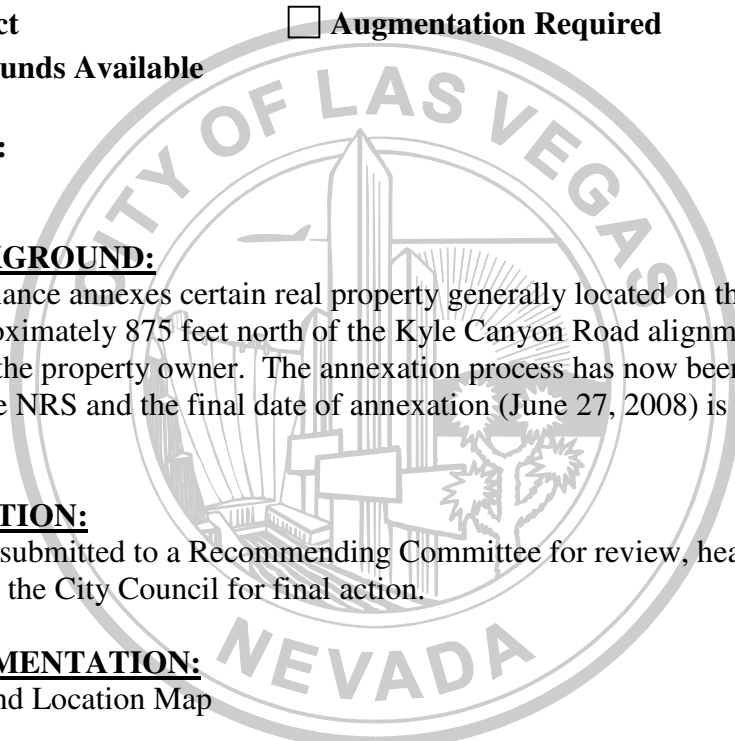 ct ☐ Augmentation Required
unds Available
:
KGROUND:
ance annexes certain real property generally located on th
oximately 875 feet north of the Kyle Canyon Road alignm
the property owner. The annexation process has now been
e NRS and the final date of annexation (June 27, 2008) is
TION:
submitted to a Recommending Committee for review, hea
the City Council for final action.
MENTATION:
nd Location Map
CITY OF LAS VEGAS
NEVADA